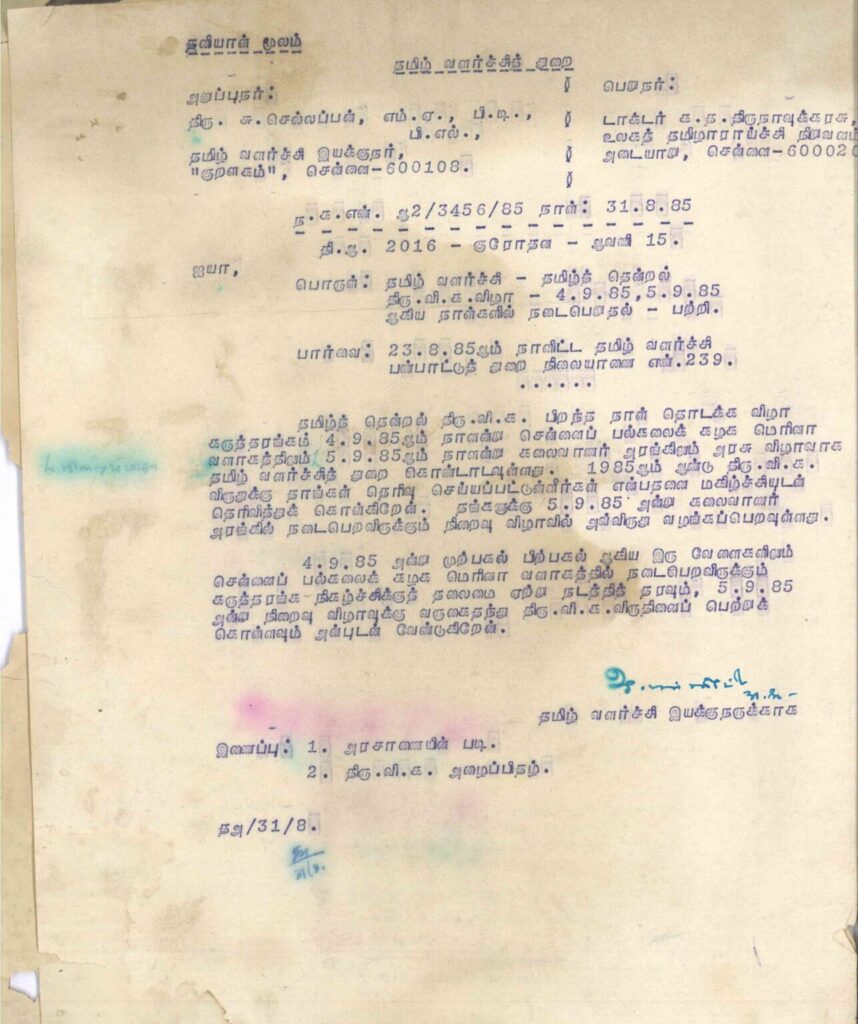 தனியாள் மூலம்
தமிழ் வளர்ச்சித் துறை
அனுப்புநர்:
திரு. சு.செல்லப்பன், எம்.ஏ., பி.டி.,
பி.எல்.,
தமிழ் வளர்ச்சி இயக்குநர்,
"குறளகம்", சென்னை-600108.
பெறுநர்:
டாக்டர் க.த.திருநாவுக்கரசு,
உலகத் தமிழாராய்ச்சி நிறுவனம்
அடையாறு, சென்னை-600020
ந.க.எண். ஆ2/3456/85 நாள்: 31.8.85
தி.ஆ. 2016 - குரோதன - ஆவணி 15.
ஐயா,
பொருள்: தமிழ் வளர்ச்சி - தமிழ்த் தென்றல்
திரு.வி.க.விழா - 4.9.85,5.9.85
ஆகிய நாள்களில் நடைபெறுதல் - பற்றி.
பார்வை: 23.8.85ஆம் நாளிட்ட தமிழ் வளர்ச்சி
பண்பாட்டுத் துறை நிலையாணை எண்.239.
......
தமிழ்த் தென்றல் திரு.வி.க. பிறந்த நாள் தொடக்க விழா
கருத்தரங்கம் 4.9.85ஆம் நாளன்று சென்னைப் பல்கலைக் கழக மெரினா
வளாகத்திலும் 5.9.85ஆம் நாளன்று கலைவாணர் அரங்கிலும் அரசு விழாவாக
தமிழ் வளர்ச்சித் துறை கொண்டாடவுள்ளது. 1985ஆம் ஆண்டு திரு.வி.க.
விருதுக்கு தாங்கள் தெரிவு செய்யப்பட்டுள்ளீர்கள் என்பதனை மகிழ்ச்சியுடன்
தெரிவித்துக் கொள்கிறேன். தங்களுக்கு 5.9.85 அன்று கலைவாணர்
அரங்கில் நடைபெறவிருக்கும் நிறைவு விழாவில் அவ்விருது வழங்கப்பெறவுள்ளது.
4.9.85 அன்று முற்பகல் பிற்பகல் ஆகிய இரு வேளைகளிலும்
சென்னைப் பல்கலைக் கழக மெரினா வளாகத்தில் நடைபெறவிருக்கும்
கருத்தரங்க நிகழ்ச்சிக்குத் தலைமை ஏற்று நடத்தித் தரவும், 5.9.85
அன்று நிறைவு விழாவுக்கு வருகைதந்து திரு.வி.க.விருதினைப் பெற்றுக்
கொள்ளவும் அன்புடன் வேண்டுகிறேன்.
தமிழ் வளர்ச்சி இயக்குநருக்காக
இணைப்பு: 1. அரசாணையின் படி.
2. திரு.வி.க. அழைப்பிதழ்.
தஅ/31/8.
31/8.